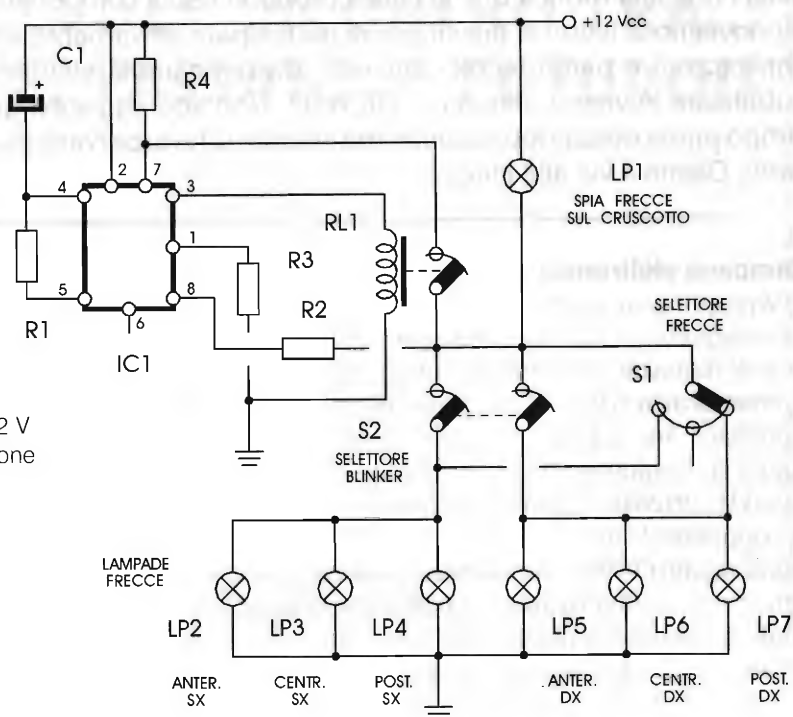 +12 Vcc
C1
+
R4
2
7
4
3
LP1
SPIA FRECCE
SUL CRUSCOTTO
RL1
1
R3
5
8
R2
6
R1
IC1
SELETTORE
FRECCE
S1
2 V
one
S2
SELETTORE
BLINKER
LAMPADE
FRECCE
LP2
LP3
LP4
LP5
LP6
LP7
ANTER.
SX
CENTR.
SX
POST.
SX
ANTER.
DX
CENTR.
DX
POST.
DX